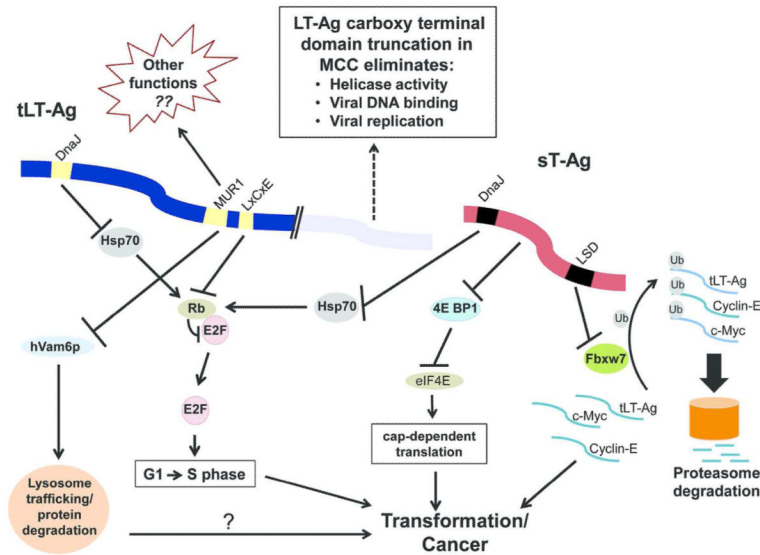 LT-Ag carboxy terminal
domain truncation in
MCC eliminates:
• Helicase activity
• Viral DNA binding
• Viral replication
Other
functions
??
tLT-Ag
DnaJ
MUR1
LxCxE
sT-Ag
DnaJ
LSD
Hsp70
Rb
E2F
Hsp70
4E BP1
hVam6p
Fbxw7
Ub
Ub
tLT-Ag
Ub
Cyclin-E
Ub
c-Myc
eIF4E
E2F
c-Myc
tLT-Ag
Cyclin-E
cap-dependent
translation
G1 → S phase
Proteasome
degradation
Lysosome
trafficking/
protein
degradation
?
Transformation/
Cancer